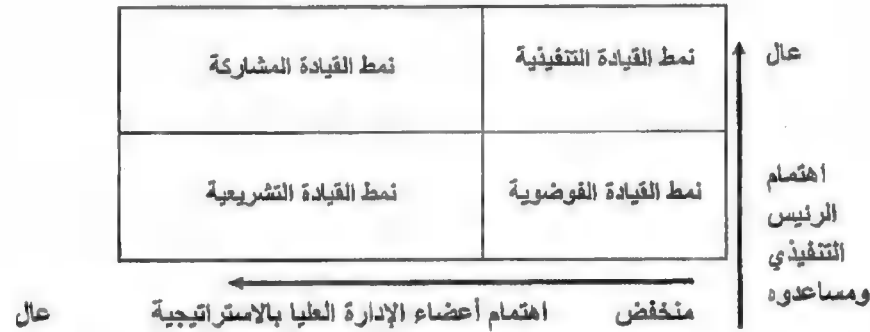 عال
نمط القيادة التنفيذية
نمط القيادة المشاركة
نمط القيادة الفوضوية
نمط القيادة التشريعية
اهتمام
الرئيس
التنفيذي
ومساعدوه
منخفض اهتمام أعضاء الإدارة العليا بالاستراتيجية عال